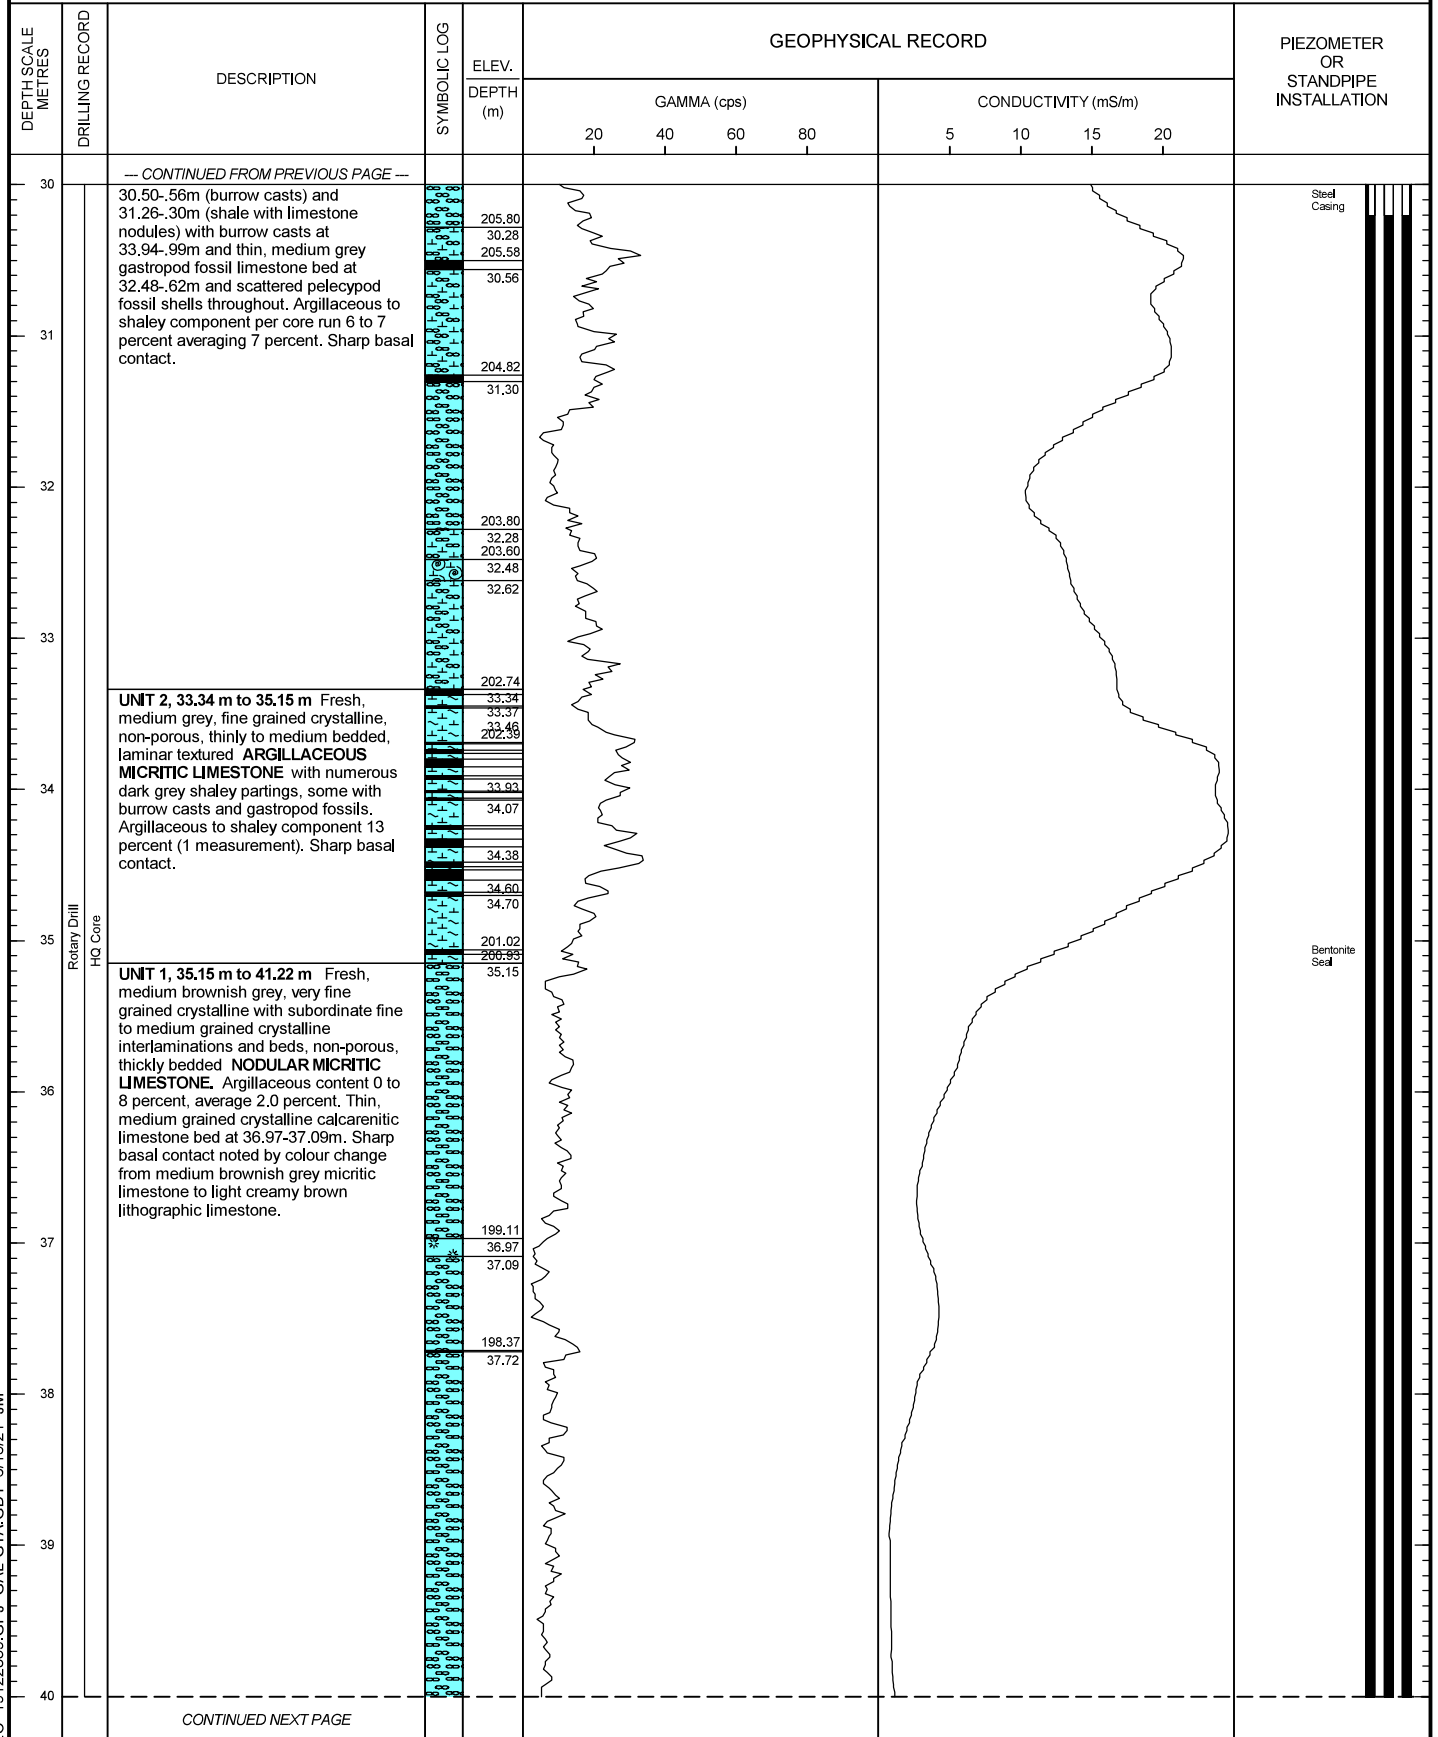 DEPTH SCALE
METRES
DRILLING RECORD
DESCRIPTION
SYMBOLIC LOG
ELEV.
DEPTH
(m)
GEOPHYSICAL RECORD
GAMMA (cps)
20 40 60 80
CONDUCTIVITY (mS/m)
5 10 15 20
PIEZOMETER
OR
STANDPIPE
INSTALLATION
--- CONTINUED FROM PREVIOUS PAGE ---
30
31
32
33
34
35
36
37
38
39
40
Rotary Drill
HQ Core
30.50-.56m (burrow casts) and
31.26-.30m (shale with limestone
nodules) with burrow casts at
33.94-.99m and thin, medium grey
gastropod fossil limestone bed at
32.48-.62m and scattered pelecypod
fossil shells throughout. Argillaceous to
shaley component per core run 6 to 7
percent averaging 7 percent. Sharp basal
contact.
UNIT 2, 33.34 m to 35.15 m Fresh,
medium grey, fine grained crystalline,
non-porous, thinly to medium bedded,
laminar textured ARGILLACEOUS
MICRITIC LIMESTONE with numerous
dark grey shaley partings, some with
burrow casts and gastropod fossils.
Argillaceous to shaley component 13
percent (1 measurement). Sharp basal
contact.
UNIT 1, 35.15 m to 41.22 m Fresh,
medium brownish grey, very fine
grained crystalline with subordinate fine
to medium grained crystalline
interlaminations and beds, non-porous,
thickly bedded NODULAR MICRITIC
LIMESTONE. Argillaceous content 0 to
8 percent, average 2.0 percent. Thin,
medium grained crystalline calcarenitic
limestone bed at 36.97-37.09m. Sharp
basal contact noted by colour change
from medium brownish grey micritic
limestone to light creamy brown
lithographic limestone.
205.80
30.28
205.58
30.56
204.82
31.30
203.80
32.28
203.60
32.48
32.62
202.74
33.34
33.37
33.46
202.39
33.93
34.07
34.38
34.60
34.70
201.02
200.93
35.15
199.11
36.97
37.09
198.37
37.72
Steel
Casing
Bentonite
Seal
CONTINUED NEXT PAGE